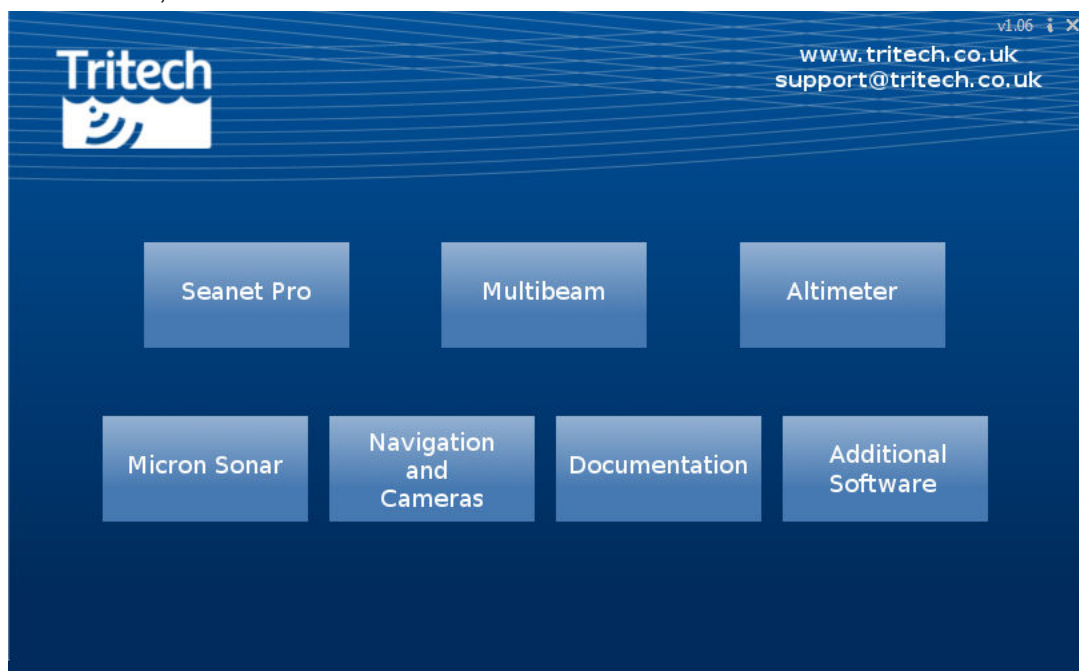 v1.06 i X
www.tritech.co.uk
support@tritech.co.uk
Tritech
Seanet Pro
Multibeam
Altimeter
Micron Sonar
Navigation
and
Cameras
Documentation
Additional
Software